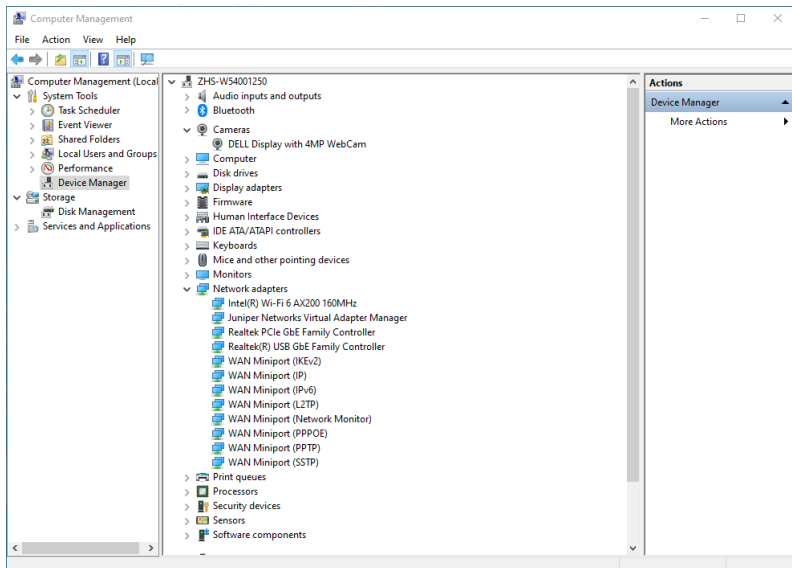 Computer Management
File Action View Help
Computer Management (Local
System Tools
Task Scheduler
Event Viewer
Shared Folders
Local Users and Groups
Performance
Device Manager
Storage
Disk Management
Services and Applications
ZHS-W54001250
Audio inputs and outputs
Bluetooth
Cameras
DELL Display with 4MP WebCam
Computer
Disk drives
Display adapters
Firmware
Human Interface Devices
IDE ATA/ATAPI controllers
Keyboards
Mice and other pointing devices
Monitors
Network adapters
Intel(R) Wi-Fi 6 AX200 160MHz
Juniper Networks Virtual Adapter Manager
Realtek PCIe GbE Family Controller
Realtek(R) USB GbE Family Controller
WAN Miniport (IKEv2)
WAN Miniport (IP)
WAN Miniport (IPv6)
WAN Miniport (L2TP)
WAN Miniport (Network Monitor)
WAN Miniport (PPPOE)
WAN Miniport (PPTP)
WAN Miniport (SSTP)
Print queues
Processors
Security devices
Sensors
Software components
Actions
Device Manager
More Actions